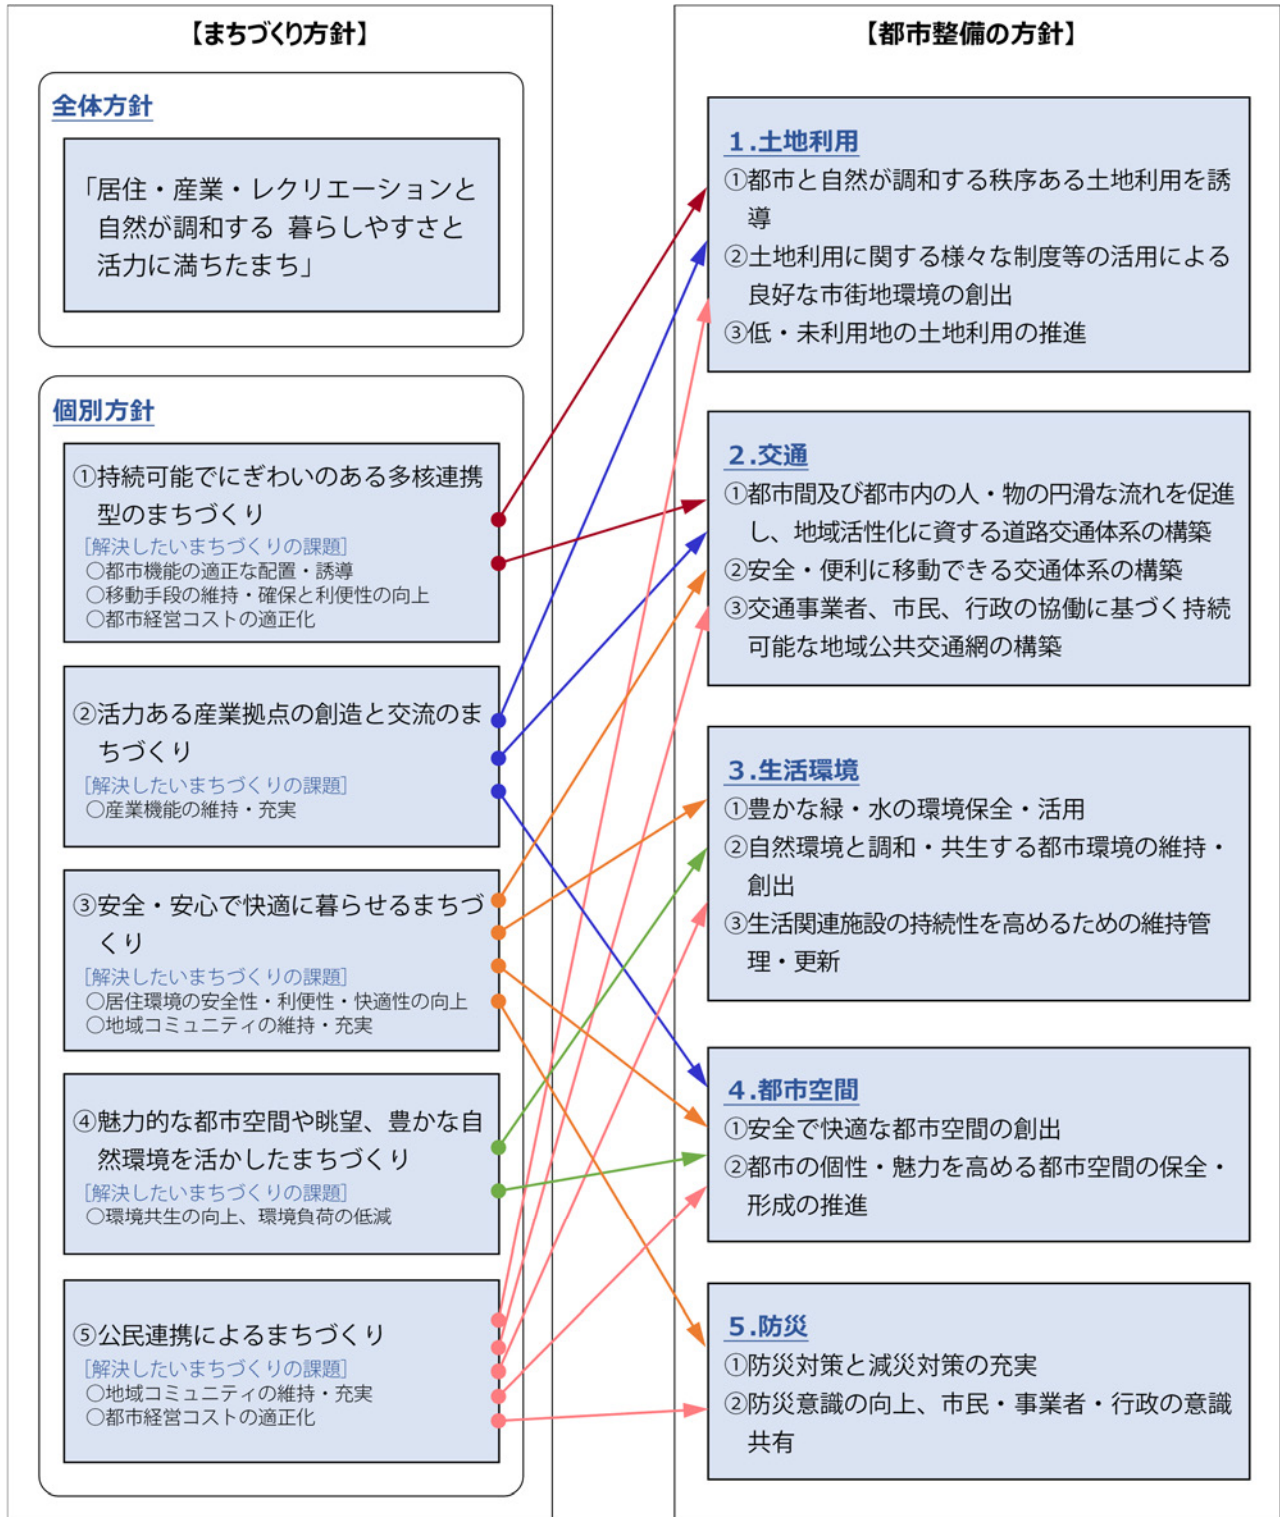 【まちづくり方針】
全体方針
「居住・産業・レクリエーションと
自然が調和する 暮らしやすさと
活力に満ちたまち」
個別方針
①持続可能でにぎわいのある多核連携
型のまちづくり
[解決したいまちづくりの課題]
○都市機能の適正な配置・誘導
○移動手段の維持・確保と利便性の向上
○都市経営コストの適正化
②活力ある産業拠点の創造と交流のま
ちづくり
[解決したいまちづくりの課題]
○産業機能の維持・充実
③安全・安心で快適に暮らせるまちづ
くり
[解決したいまちづくりの課題]
○居住環境の安全性・利便性・快適性の向上
○地域コミュニティの維持・充実
④魅力的な都市空間や眺望、豊かな自
然環境を活かしたまちづくり
[解決したいまちづくりの課題]
○環境共生の向上、環境負荷の低減
⑤公民連携によるまちづくり
[解決したいまちづくりの課題]
○地域コミュニティの維持・充実
○都市経営コストの適正化
【都市整備の方針】
１.土地利用
①都市と自然が調和する秩序ある土地利用を誘
導
②土地利用に関する様々な制度等の活用による
良好な市街地環境の創出
③低・未利用地の土地利用の推進
２.交通
①都市間及び都市内の人・物の円滑な流れを促進
し、地域活性化に資する道路交通体系の構築
②安全・便利に移動できる交通体系の構築
③交通事業者、市民、行政の協働に基づく持続
可能な地域公共交通網の構築
３.生活環境
①豊かな緑・水の環境保全・活用
②自然環境と調和・共生する都市環境の維持・
創出
③生活関連施設の持続性を高めるための維持管
理・更新
４.都市空間
①安全で快適な都市空間の創出
②都市の個性・魅力を高める都市空間の保全・
形成の推進
５.防災
①防災対策と減災対策の充実
②防災意識の向上、市民・事業者・行政の意識
共有